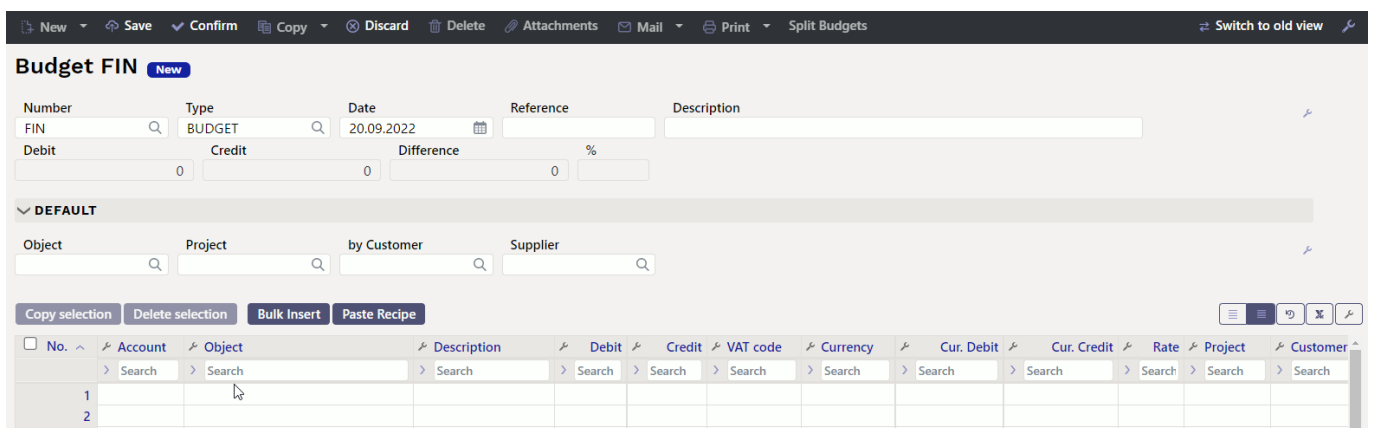 New Save Confirm Copy Discard Delete Attachments Mail Print Split Budgets Switch to old view
Budget FIN New
Number Type Date Reference Description
FIN BUDGET 20.09.2022
Debit Credit Difference %
0 0 0
DEFAULT
Object Project by Customer Supplier
Copy selection Delete selection Bulk Insert Paste Recipe
No. Account Object Description Debit Credit VAT code Currency Cur. Debit Cur. Credit Rate Project Customer
Search Search Search Search Search Search Search Search Search Search Search Search
1
2